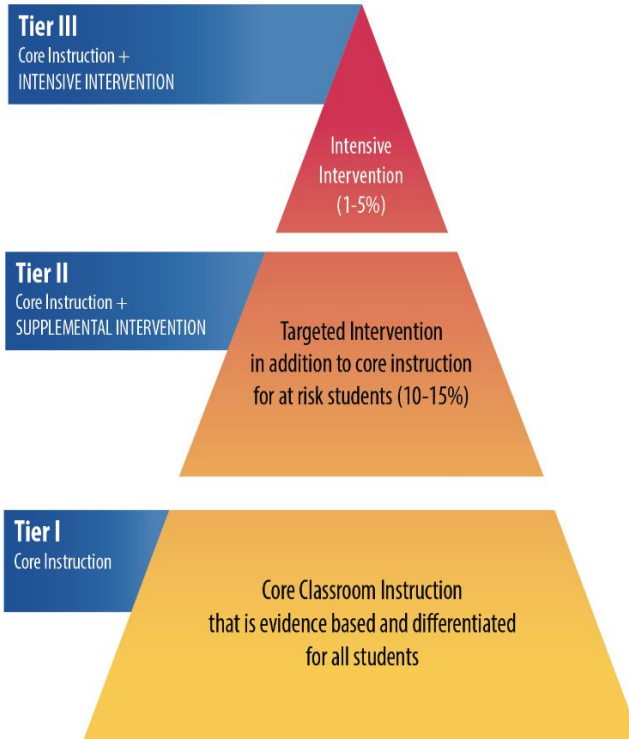 Tier III
Core Instruction +
INTENSIVE INTERVENTION
Intensive
Intervention
(1-5%)
Tier II
Core Instruction +
SUPPLEMENTAL INTERVENTION
Targeted Intervention
in addition to core instruction
for at risk students (10-15%)
Tier I
Core Instruction
Core Classroom Instruction
that is evidence based and differentiated
for all students